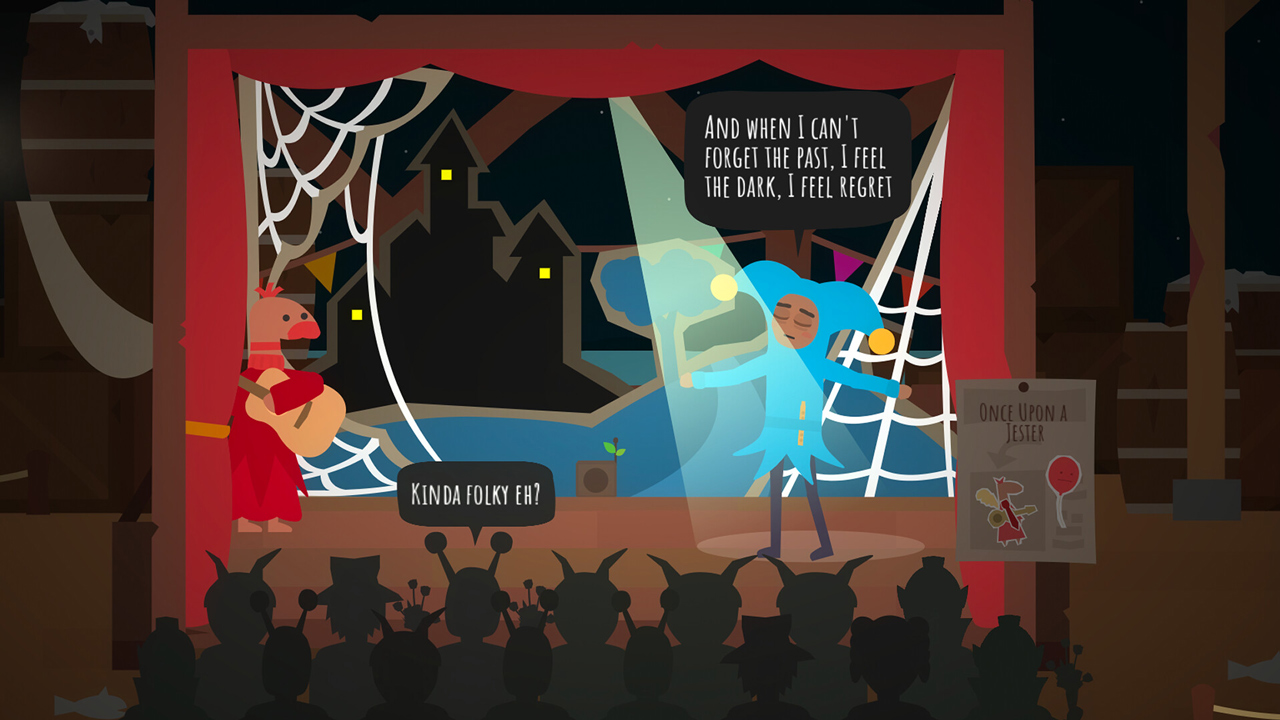 And when I can't
forget the past, I feel
the dark, I feel regret
Kinda folky eh?
Once Upon a
Jester